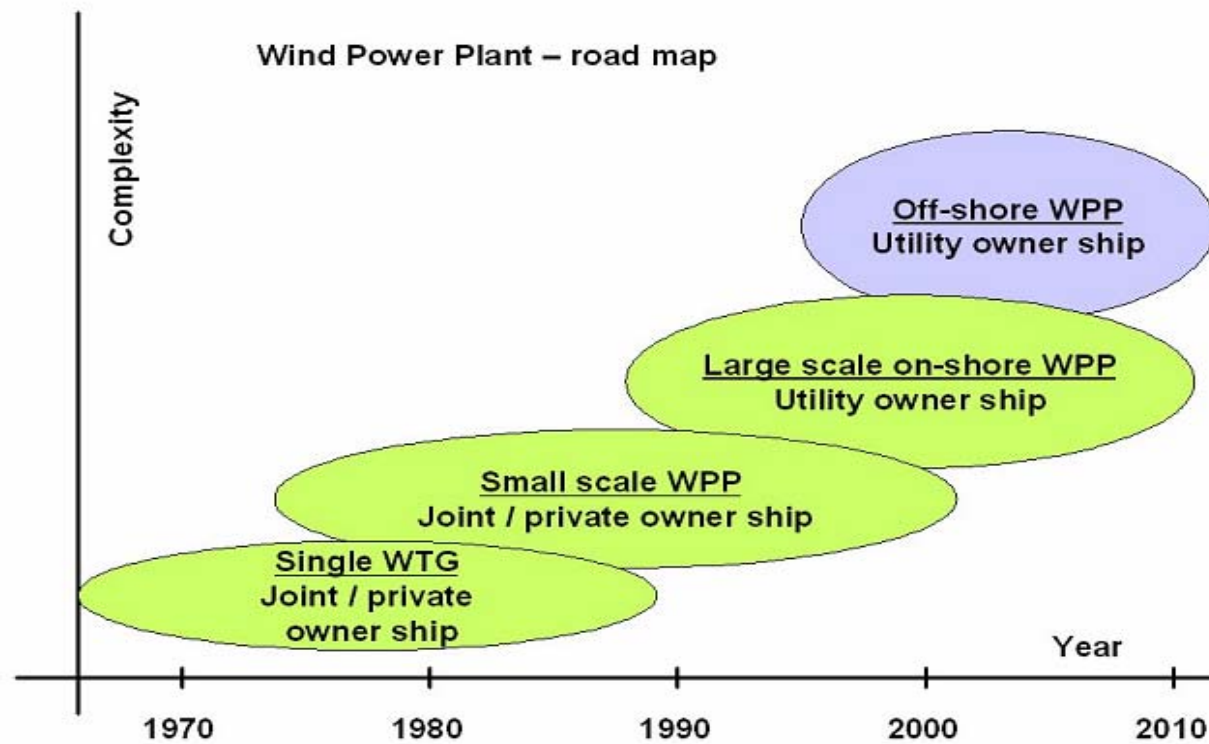 Wind Power Plant – road map
Complexity
Off-shore WPP
Utility owner ship
Large scale on-shore WPP
Utility owner ship
Small scale WPP
Joint / private owner ship
Single WTG
Joint / private
owner ship
Year
1970 1980 1990 2000 2010